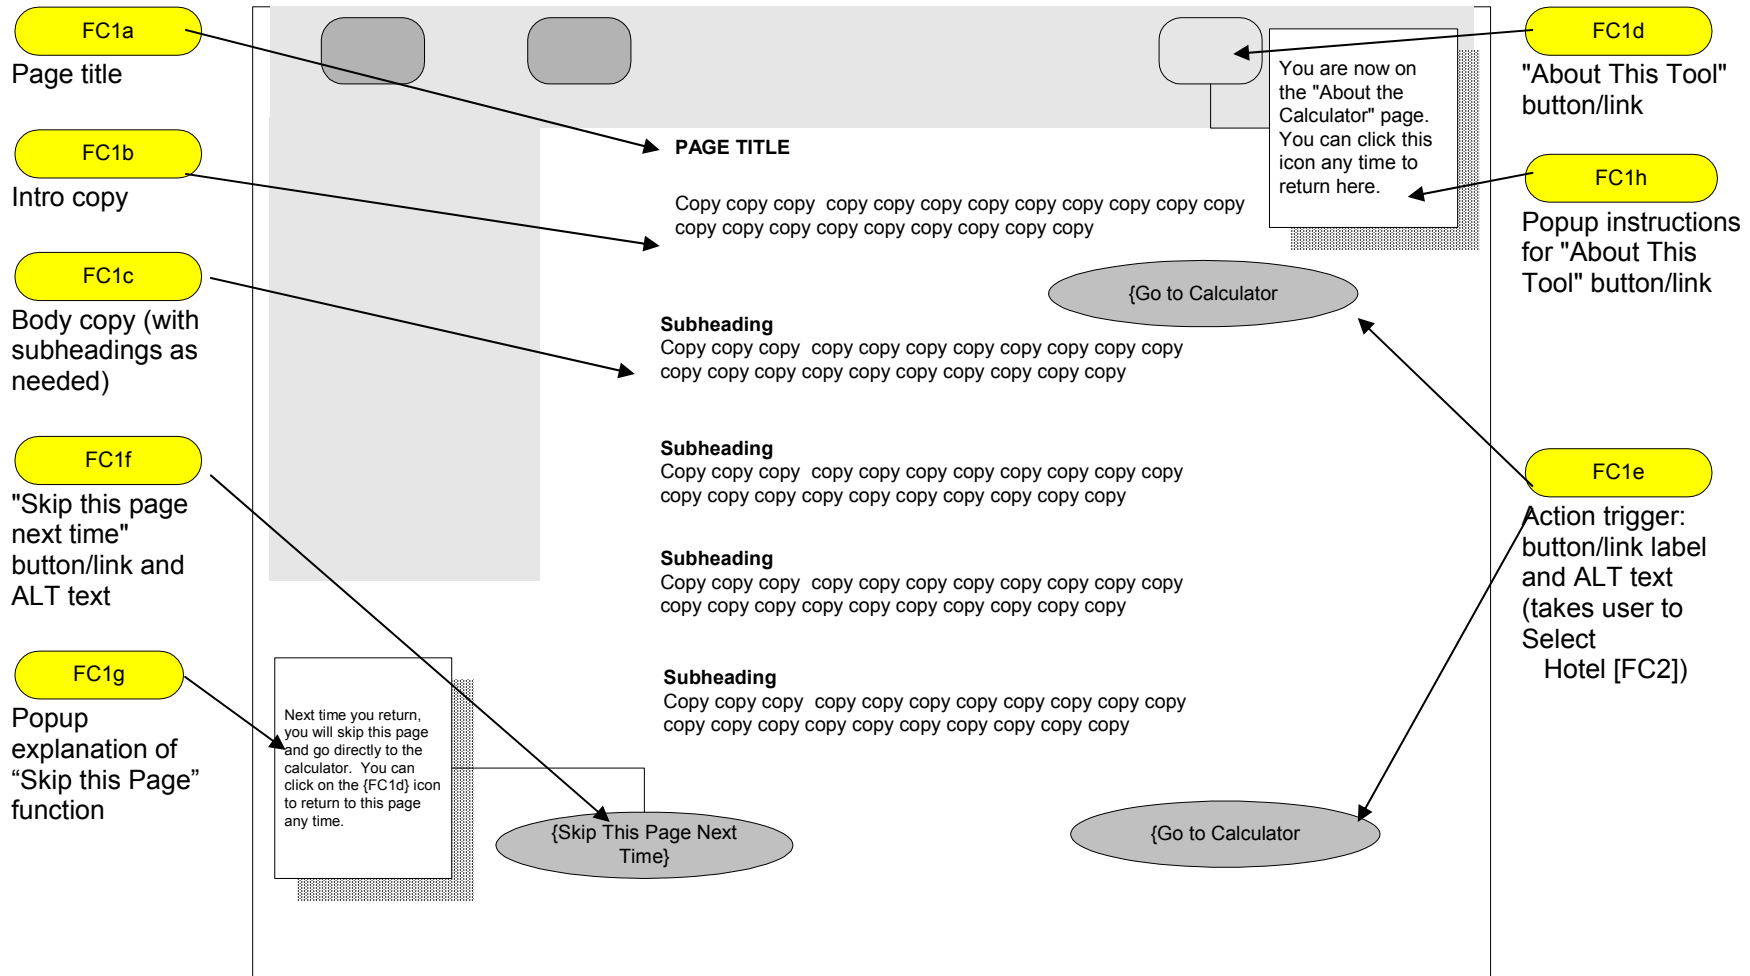 FC1a
Page title
FC1b
Intro copy
FC1c
Body copy (with
subheadings as
needed)
FC1f
"Skip this page
next time"
button/link and
ALT text
FC1g
Popup
explanation of
“Skip this Page”
function
PAGE TITLE
Copy copy copy  copy copy copy copy copy copy copy copy copy
copy copy copy copy copy copy copy copy copy
{Go to Calculator
Subheading
Copy copy copy  copy copy copy copy copy copy copy copy
copy copy copy copy copy copy copy copy copy copy
Subheading
Copy copy copy  copy copy copy copy copy copy copy copy
copy copy copy copy copy copy copy copy copy copy
Subheading
Copy copy copy  copy copy copy copy copy copy copy copy
copy copy copy copy copy copy copy copy copy copy
Subheading
Copy copy copy  copy copy copy copy copy copy copy copy
copy copy copy copy copy copy copy copy copy copy
Next time you return,
you will skip this page
and go directly to the
calculator.  You can
click on the {FC1d} icon
to return to this page
any time.
{Skip This Page Next
Time}
{Go to Calculator
You are now on
the "About the
Calculator" page.
You can click this
icon any time to
return here.
FC1d
"About This Tool"
button/link
FC1h
Popup instructions
for "About This
Tool" button/link
FC1e
Action trigger:
button/link label
and ALT text
(takes user to
Select
Hotel [FC2])